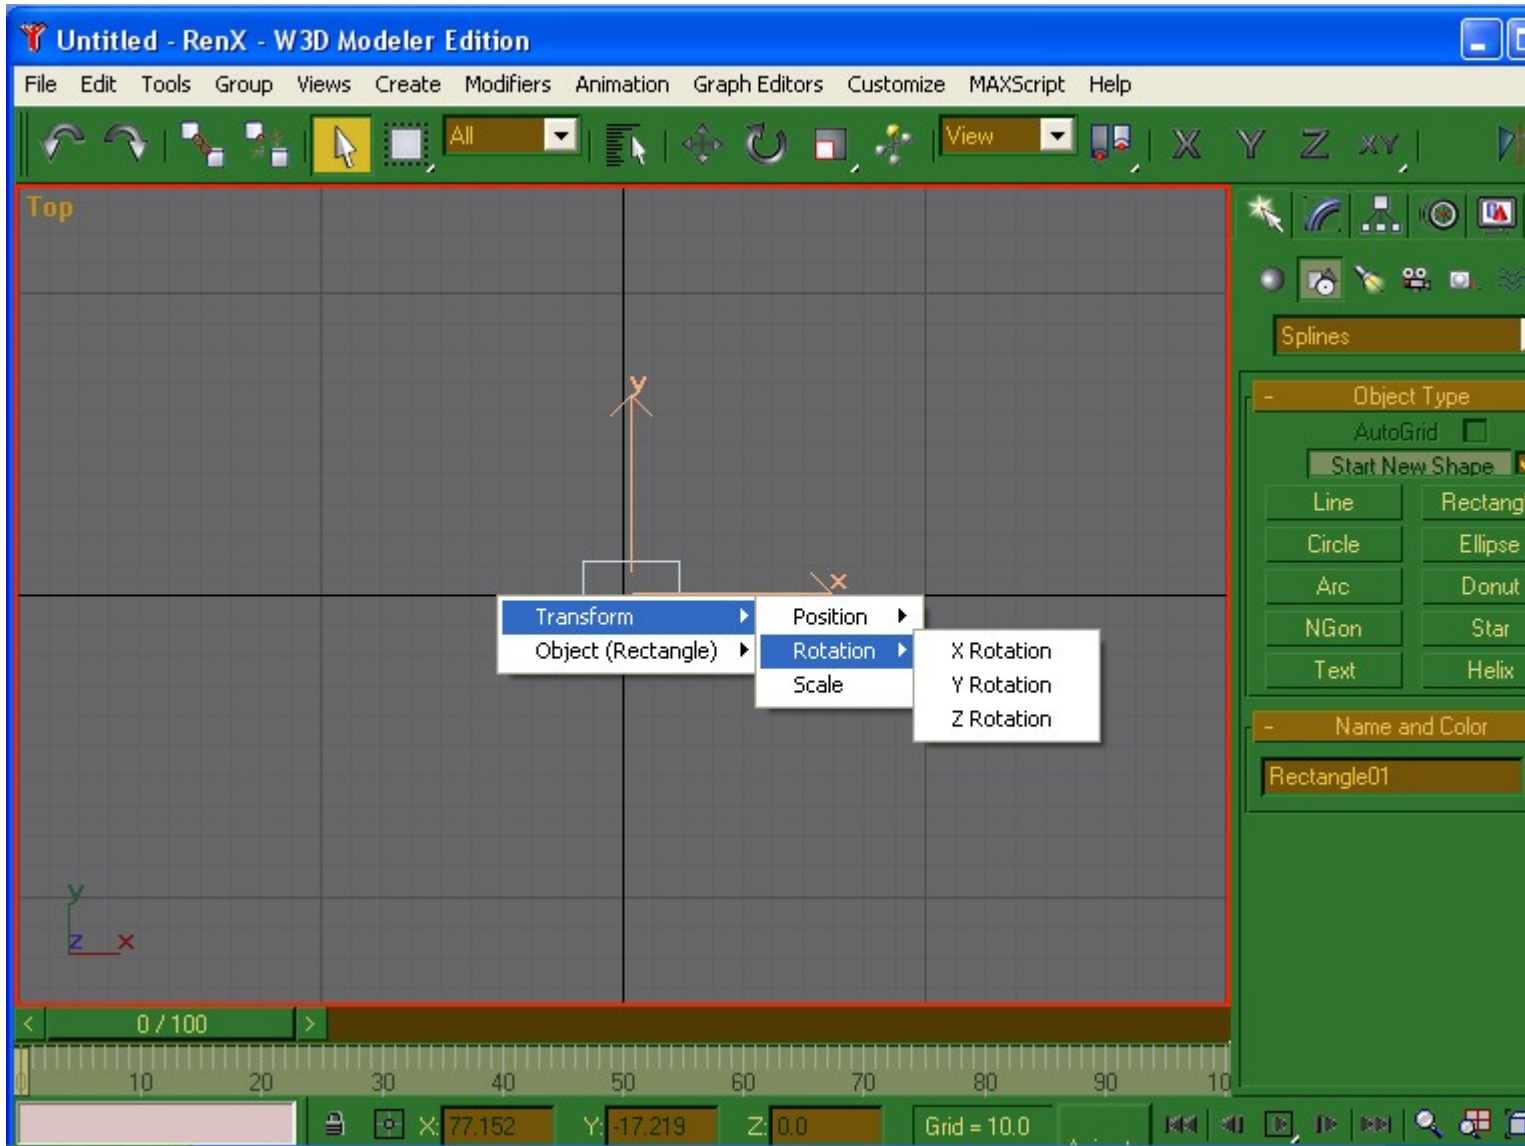 Untitled - RenX - W3D Modeler Edition
File Edit Tools Group Views Create Modifiers Animation Graph Editors Customize MAXScript Help
All View X Y Z XY
Top
Splines
y
Object Type
AutoGrid
Start New Shape
Line Rectang
Circle Ellipse
x
Arc Donut
Transform Position
NGon Star
Object (Rectangle) Rotation X Rotation
Text Helix
Scale Y Rotation
Z Rotation
Name and Color
Rectangle01
y
z x
< 0 / 100 >
0 10 20 30 40 50 60 70 80 90 10
X: 77.152 Y: -17.219 Z: 0.0 Grid = 10.0